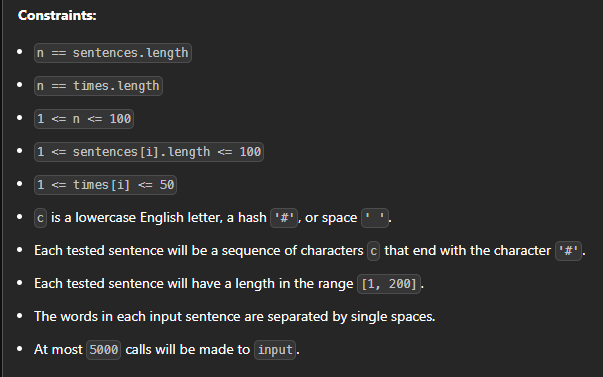 Constraints:
n == sentences.length
n == times.length
1 <= n <= 100
1 <= sentences[i].length <= 100
1 <= times[i] <= 50
c is a lowercase English letter, a hash '#', or space ' '.
Each tested sentence will be a sequence of characters c that end with the character '#'.
Each tested sentence will have a length in the range [1, 200].
The words in each input sentence are separated by single spaces.
At most 5000 calls will be made to input.